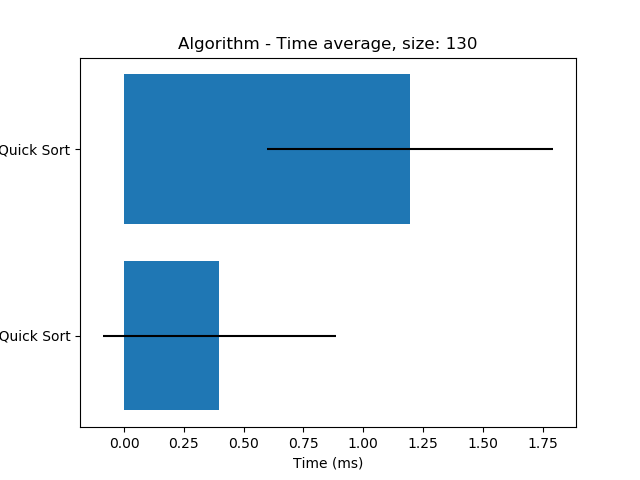 Algorithm - Time average, size: 130
Quick Sort
Quick Sort
0.00 0.25 0.50 0.75 1.00 1.25 1.50 1.75
Time (ms)